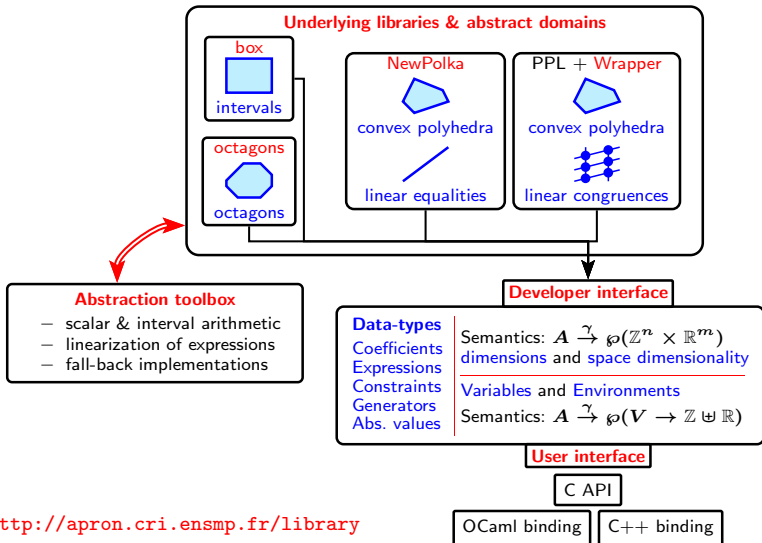 Underlying libraries & abstract domains
box
intervals
octagons
octagons
NewPolka
convex polyhedra
linear equalities
PPL + Wrapper
convex polyhedra
linear congruences
Abstraction toolbox
– scalar & interval arithmetic
– linearization of expressions
– fall-back implementations
Developer interface
Data-types
Coefficients
Expressions
Constraints
Generators
Abs. values
Semantics: A →γ ℘(ℤⁿ × ℝᵐ)
dimensions and space dimensionality
Variables and Environments
Semantics: A →γ ℘(V → ℤ ⊎ ℝ)
User interface
C API
OCaml binding
C++ binding
ttp://apron.cri.ensmp.fr/library